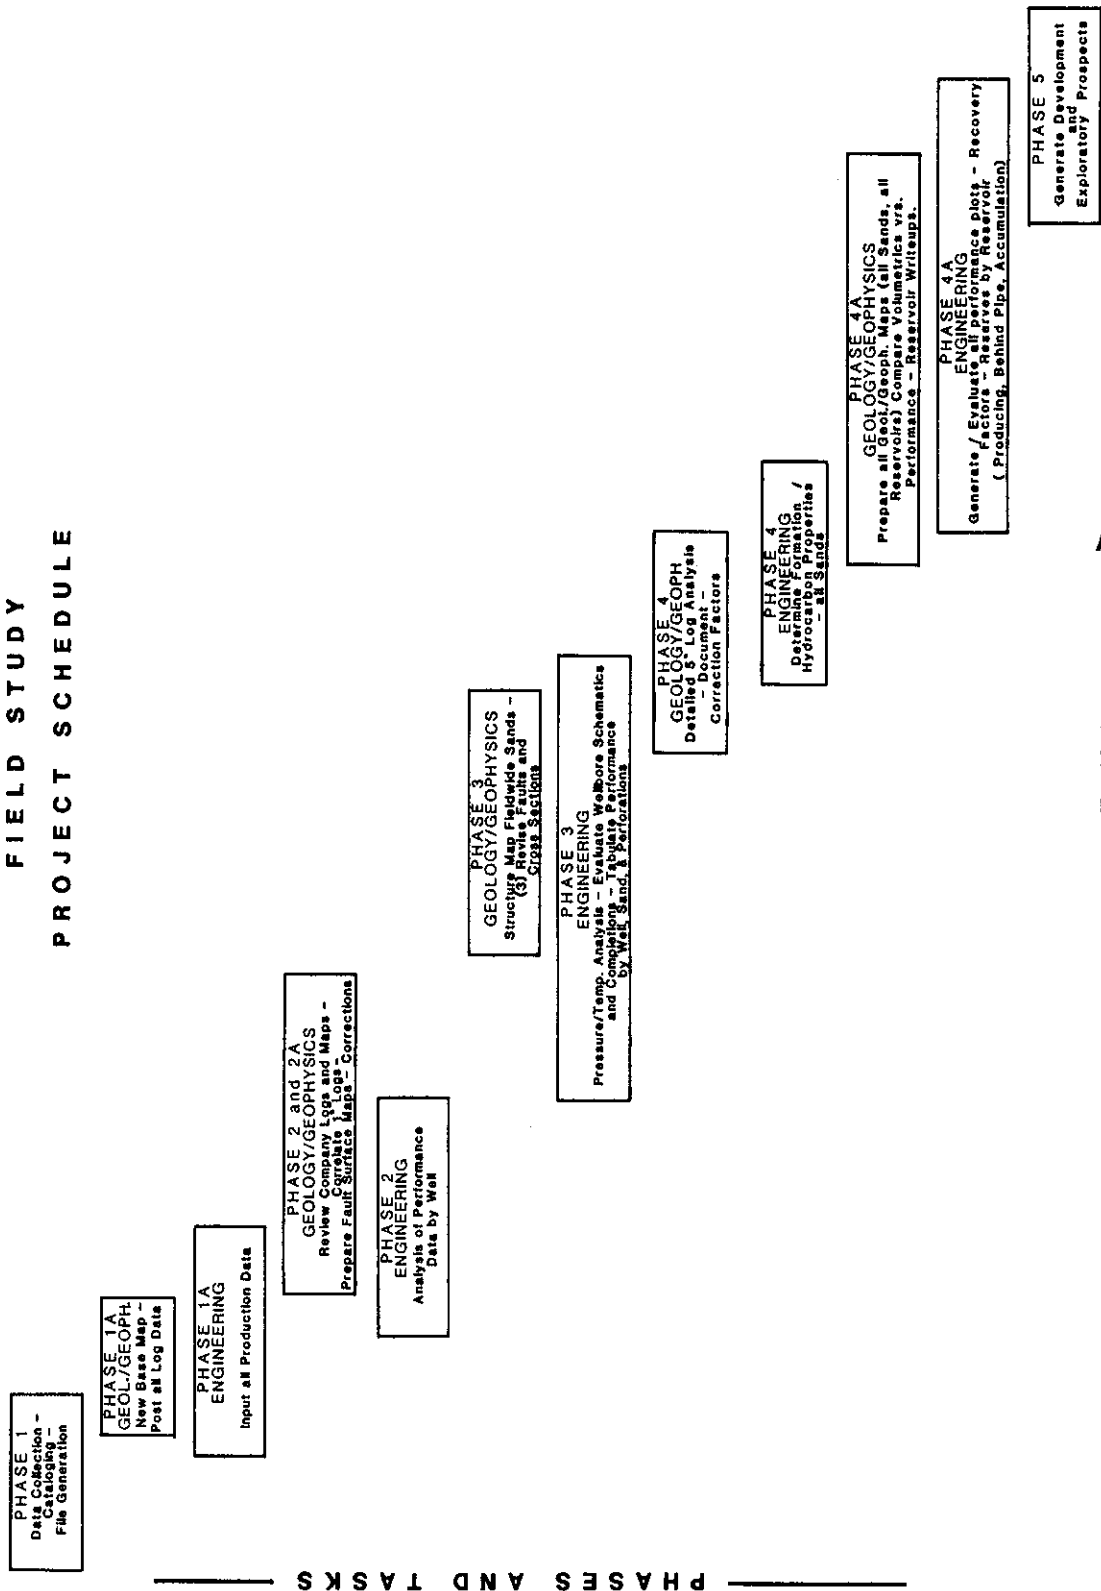 FIELD STUDY
PROJECT SCHEDULE
PHASES AND TASKS
PHASE 1
Data Collection –
Cataloging –
File Generation
PHASE 1A
GEOL./GEOPH.
New Base Map –
Post all Log Data
PHASE 1A
ENGINEERING
Input all Production Data
PHASE 2 and 2A
GEOLOGY/GEOPHYSICS
Review Company Logs and Maps –
Correlate 1" Logs –
Prepare Fault Surface Maps – Corrections
PHASE 2
ENGINEERING
Analysis of Performance
Data by Well
PHASE 3
GEOLOGY/GEOPHYSICS
Structure Map Fieldwide Sands –
(3) Revise Faults and
Cross Sections
PHASE 3
ENGINEERING
Pressure/Temp. Analysis – Evaluate Wellbore Schematics
and Completions – Tabulate Performance
by Well, Sand, & Perforations
PHASE 4
GEOLOGY/GEOPH
Detailed 5" Log Analysis
– Document –
Corraction Factors
PHASE 4
ENGINEERING
Determine Formation /
Hydrocarbon Properties
– all Sands
PHASE 4A
GEOLOGY/GEOPHYSICS
Prepare all Geol./Geoph. Maps (all Sands, all
Reservoirs) Compare Volumetrics vrs.
Performance – Reservoir Writeups.
PHASE 4A
ENGINEERING
Generate / Evaluate all performance plots – Recovery
Factors – Reserves by Reservoir
( Producing, Behind Pipe, Accumulation)
PHASE 5
Generate Development
and
Exploratory Prospects